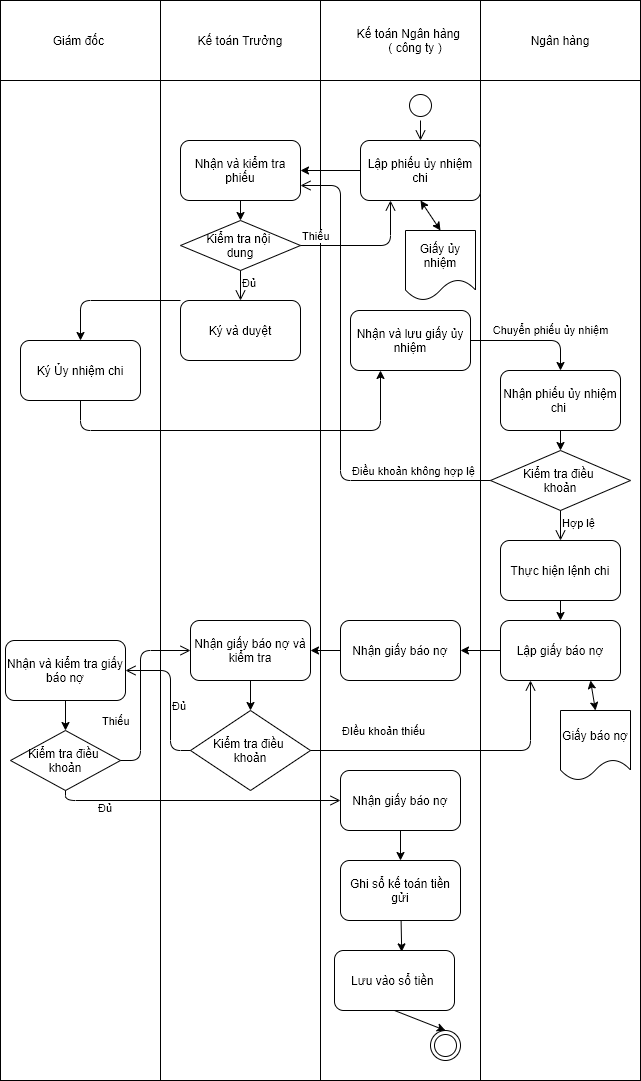 Giám đốc
Kế toán Trưởng
Kế toán Ngân hàng
( công ty )
Ngân hàng
Nhận và kiểm tra
phiếu
Lập phiếu ủy nhiệm
chi
Kiểm tra nội
dung
Thiếu
Giấy ủy
nhiệm
Đủ
Ký và duyệt
Nhận và lưu giấy ủy
nhiệm
Chuyển phiếu ủy nhiệm
Ký Ủy nhiệm chi
Nhận phiếu ủy nhiệm
chi
Điều khoản không hợp lệ
Kiểm tra điều
khoản
Hợp lệ
Thực hiện lệnh chi
Nhận và kiểm tra giấy
báo nợ
Nhận giấy báo nợ và
kiểm tra
Nhận giấy báo nợ
Lập giấy báo nợ
Thiếu
Đủ
Kiểm tra điều
khoản
Kiểm tra điều
khoản
ĐIều khoản thiếu
Giấy báo nợ
Đủ
Nhận giấy báo nợ
Ghi sổ kế toán tiền
gửi
Lưu vào sổ tiền